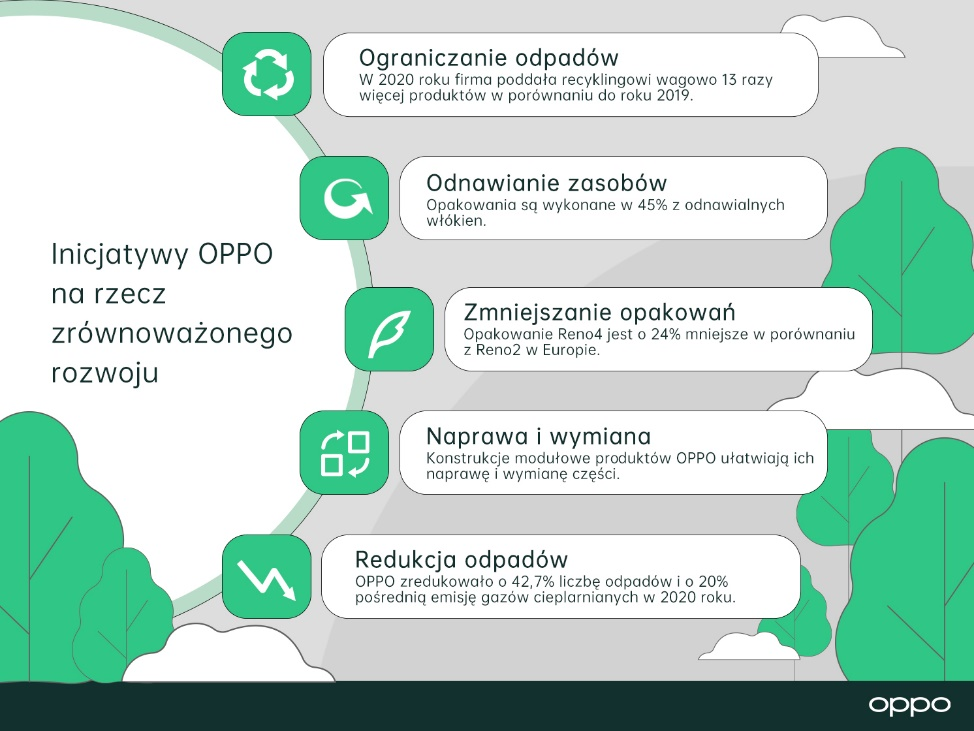 Inicjatywy OPPO
na rzecz
zrównoważonego
rozwoju
Ograniczanie odpadów
W 2020 roku firma poddała recyklingowi wagowo 13 razy
więcej produktów w porównaniu do roku 2019.
Odnawianie zasobów
Opakowania są wykonane w 45% z odnawialnych
włókien.
Zmniejszanie opakowań
Opakowanie Reno4 jest o 24% mniejsze w porównaniu
z Reno2 w Europie.
Naprawa i wymiana
Konstrukcje modułowe produktów OPPO ułatwiają ich
naprawę i wymianę części.
Redukcja odpadów
OPPO zredukowało o 42,7% liczbę odpadów i o 20%
pośrednią emisję gazów cieplarnianych w 2020 roku.
oppo